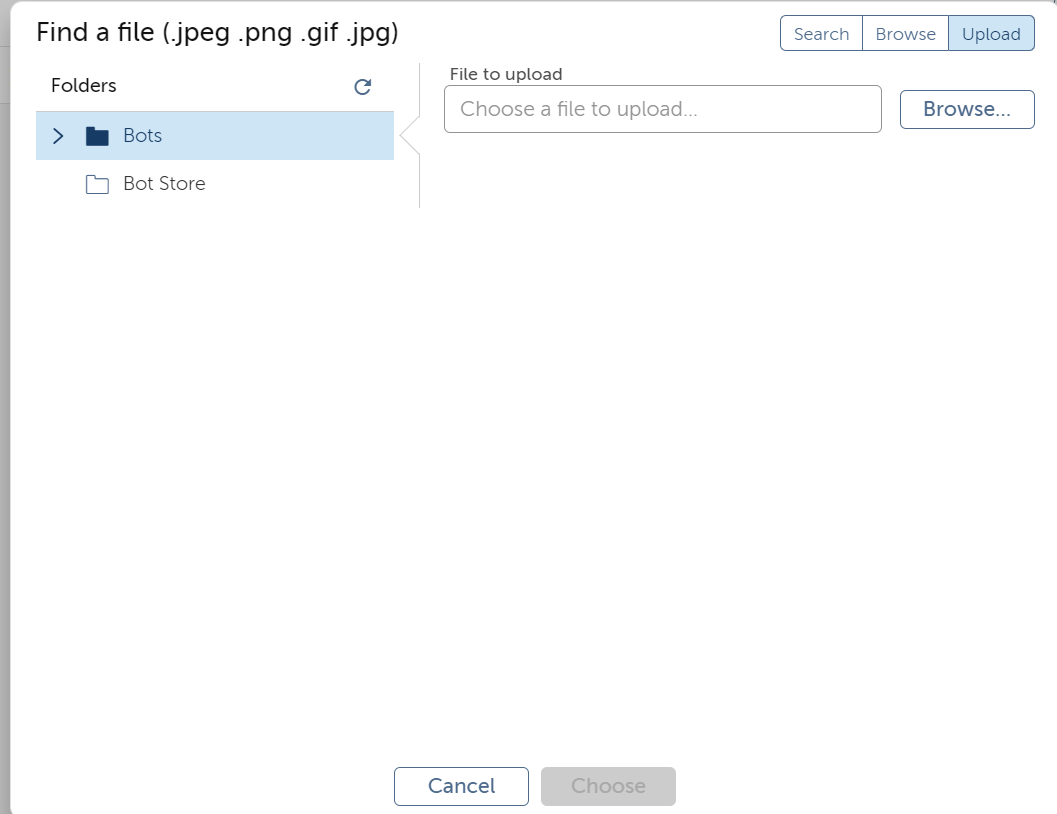 Find a file (.jpeg .png .gif .jpg)
Search Browse Upload
Folders
Bots
Bot Store
File to upload
Choose a file to upload...
Browse...
Cancel Choose